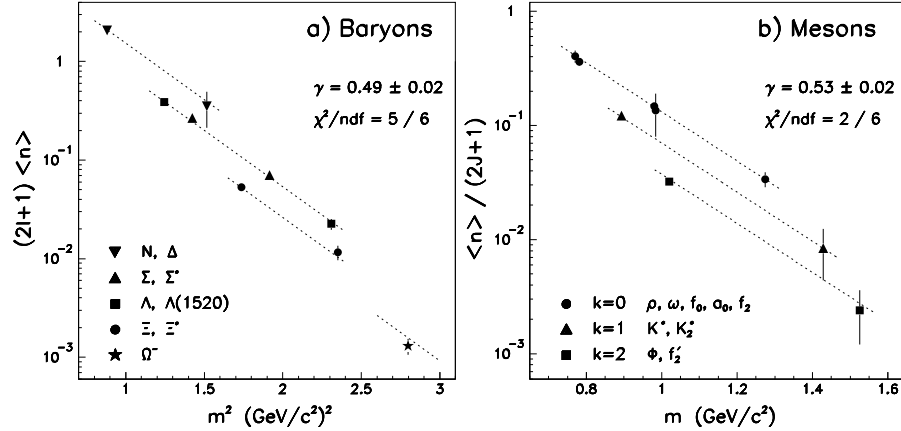 a) Baryons
γ = 0.49 ± 0.02
χ²/ndf = 5 / 6
(2I+1) <n>
1
10⁻¹
10⁻²
10⁻³
N, Δ
Σ, Σ*
Λ, Λ(1520)
Ξ, Ξ*
Ω⁻
1 1.5 2 2.5 3
m² (GeV/c²)²
b) Mesons
γ = 0.53 ± 0.02
χ²/ndf = 2 / 6
<n> / (2J+1)
1
10⁻¹
10⁻²
10⁻³
k=0 ρ, ω, f₀, a₀, f₂
k=1 K*, K₂*
k=2 Φ, f₂′
0.8 1 1.2 1.4 1.6
m (GeV/c²)